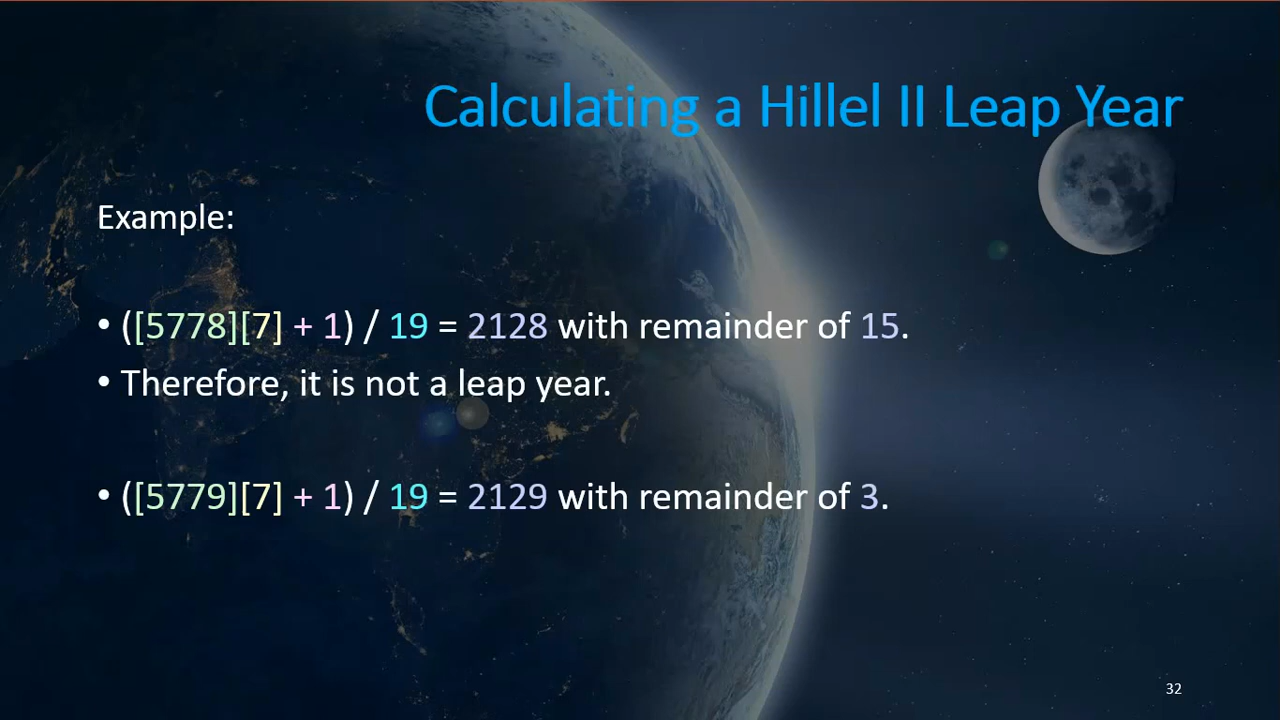 Calculating a Hillel II Leap Year
Example:
• ([5778][7] + 1) / 19 = 2128 with remainder of 15.
• Therefore, it is not a leap year.
• ([5779][7] + 1) / 19 = 2129 with remainder of 3.
32